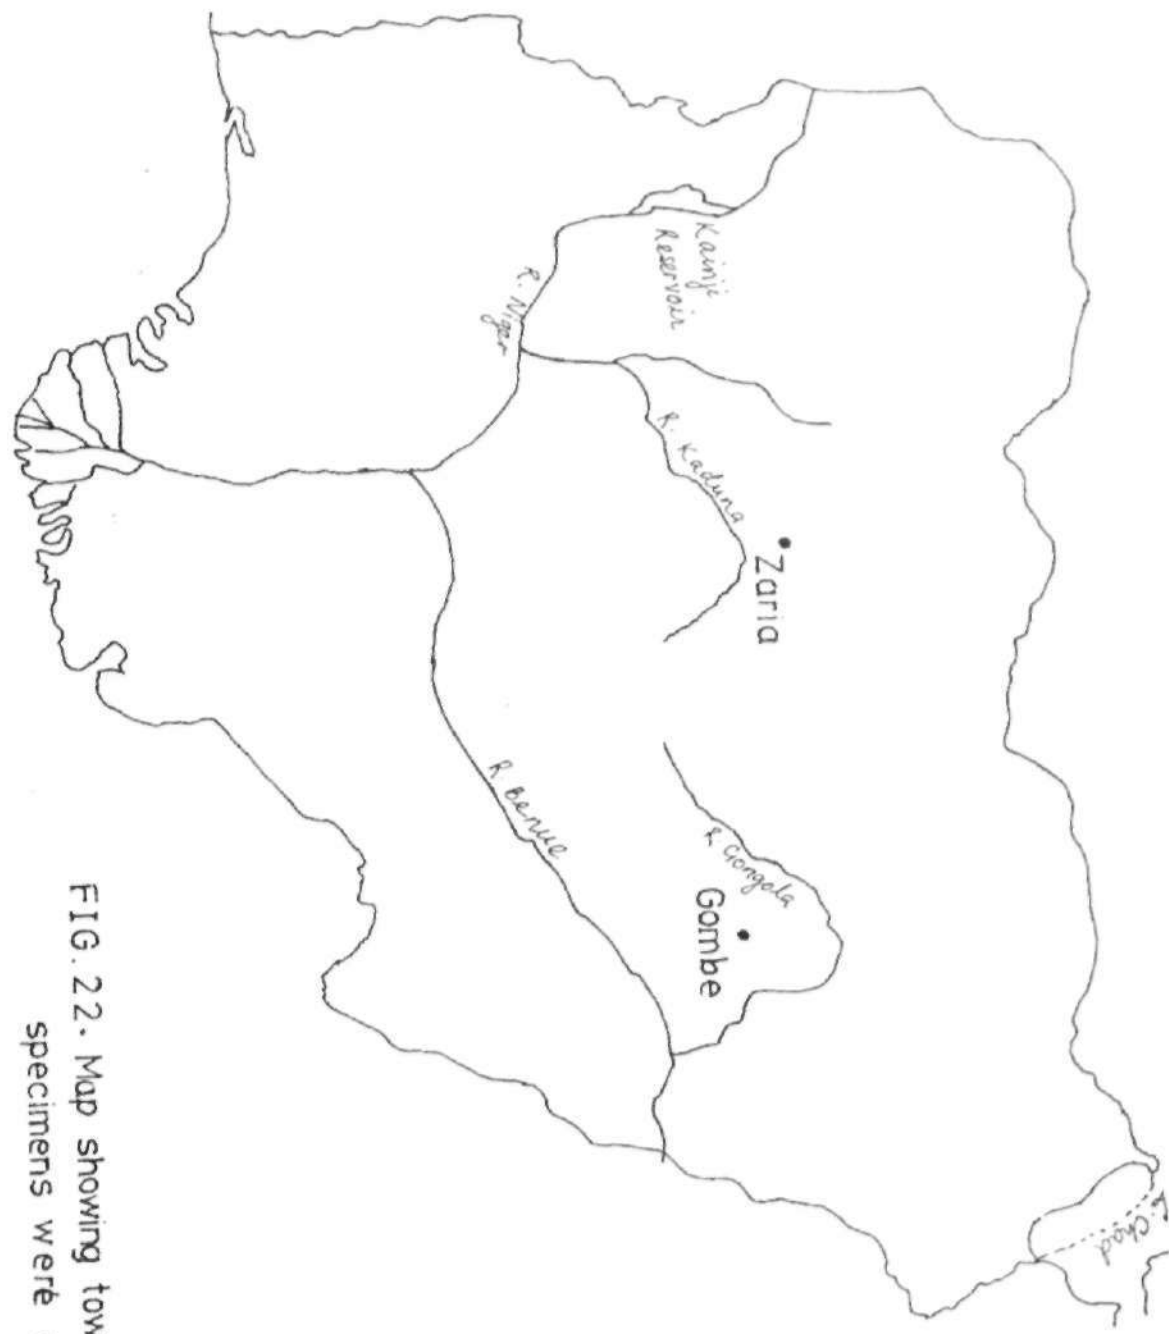 L. Chad
Kainji
Reservoir
R. Niger
R. Kaduna
Zaria
R. Gongola
Gombe
R. Benue
FIG. 22. Map showing tow
specimens were